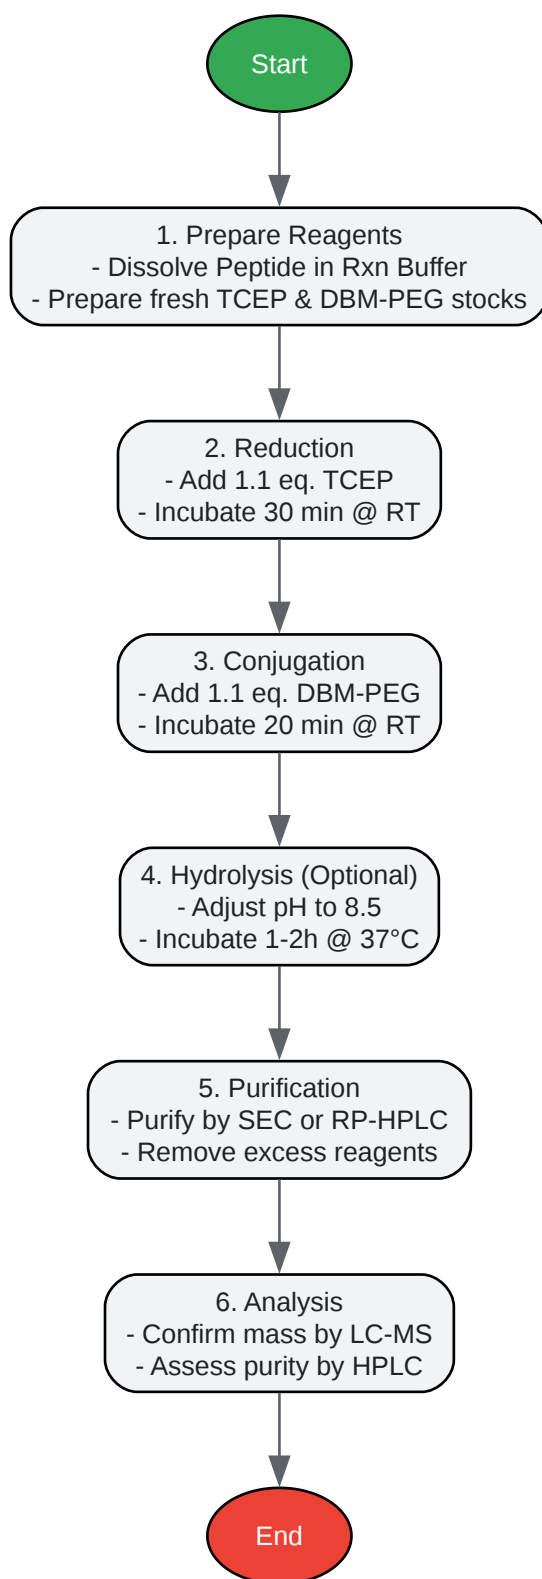 Start
1. Prepare Reagents
- Dissolve Peptide in Rxn Buffer
- Prepare fresh TCEP & DBM-PEG stocks
2. Reduction
- Add 1.1 eq. TCEP
- Incubate 30 min @ RT
3. Conjugation
- Add 1.1 eq. DBM-PEG
- Incubate 20 min @ RT
4. Hydrolysis (Optional)
- Adjust pH to 8.5
- Incubate 1-2h @ 37°C
5. Purification
- Purify by SEC or RP-HPLC
- Remove excess reagents
6. Analysis
- Confirm mass by LC-MS
- Assess purity by HPLC
End